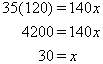 35(120) = 140x
4200 = 140x
30 = x